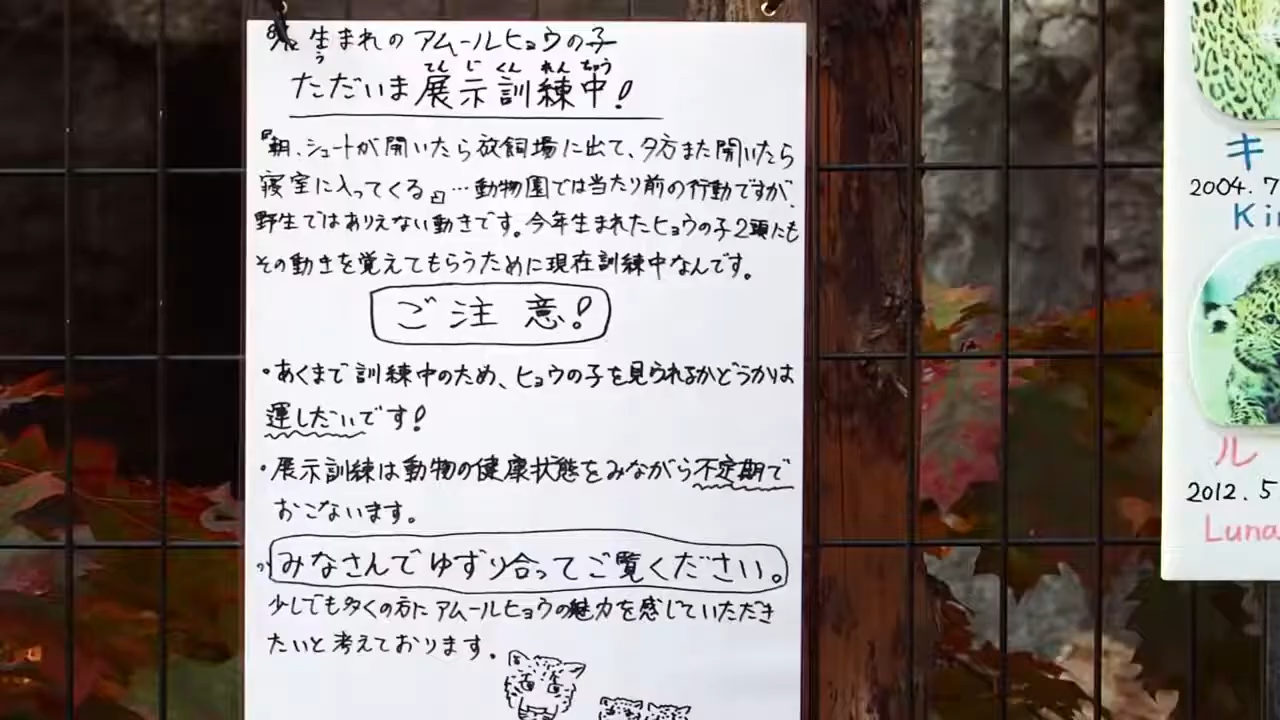 生まれのアムールヒョウの子
う
てん じ くん れん ちゅう
ただいま展示訓練中!
『朝、シュートが開いたら放飼場に出て、夕方また開いたら
寝室に入ってくる』…動物園では当たり前の行動ですが、
野生ではありえない動きです。今年生まれたヒョウの子2頭にも
その動きを覚えてもらうために現在訓練中なんです。
ご注意!
・あくまで訓練中のため、ヒョウの子を見られるかどうかは
運しだいです!
・展示訓練は動物の健康状態をみながら不定期で
おこないます。
みなさんでゆずり合ってご覧ください。
少しでも多くの方にアムールヒョウの魅力を感じていただき
たいと考えております。
キ
2004.7
Ki
ル
2012.5
Luna